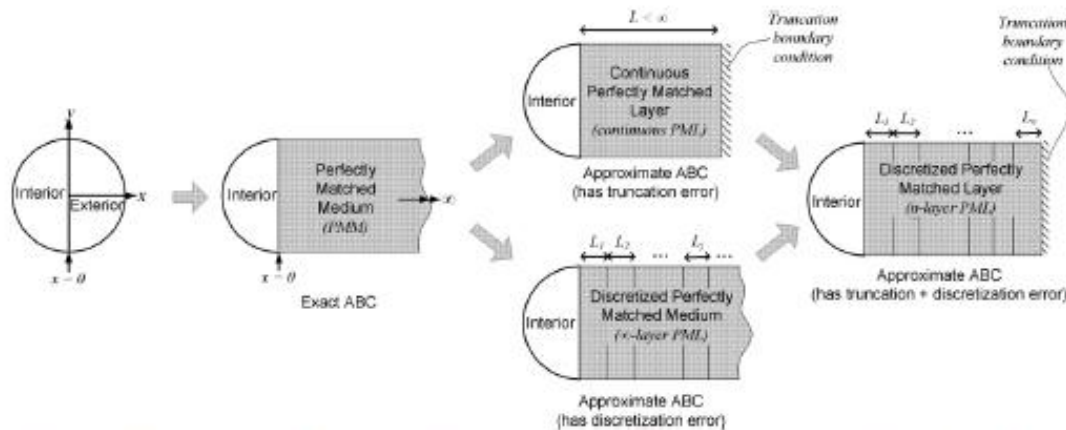 y
Interior
x
Exterior
x = 0
Interior
Perfectly
Matched
Medium
(PMM)
∞
x = 0
Exact ABC
L < ∞
Truncation
boundary
condition
Interior
Continuous
Perfectly Matched
Layer
(continuous PML)
Approximate ABC
(has truncation error)
L₁ L₂ ... Lⱼ ...
Interior
Discretized Perfectly
Matched Medium
(∞-layer PML)
Approximate ABC
(has discretization error)
Truncation
boundary
condition
L₁ L₂ ... Lₙ
Interior
Discretized Perfectly
Matched Layer
(n-layer PML)
Approximate ABC
(has truncation + discretization error)